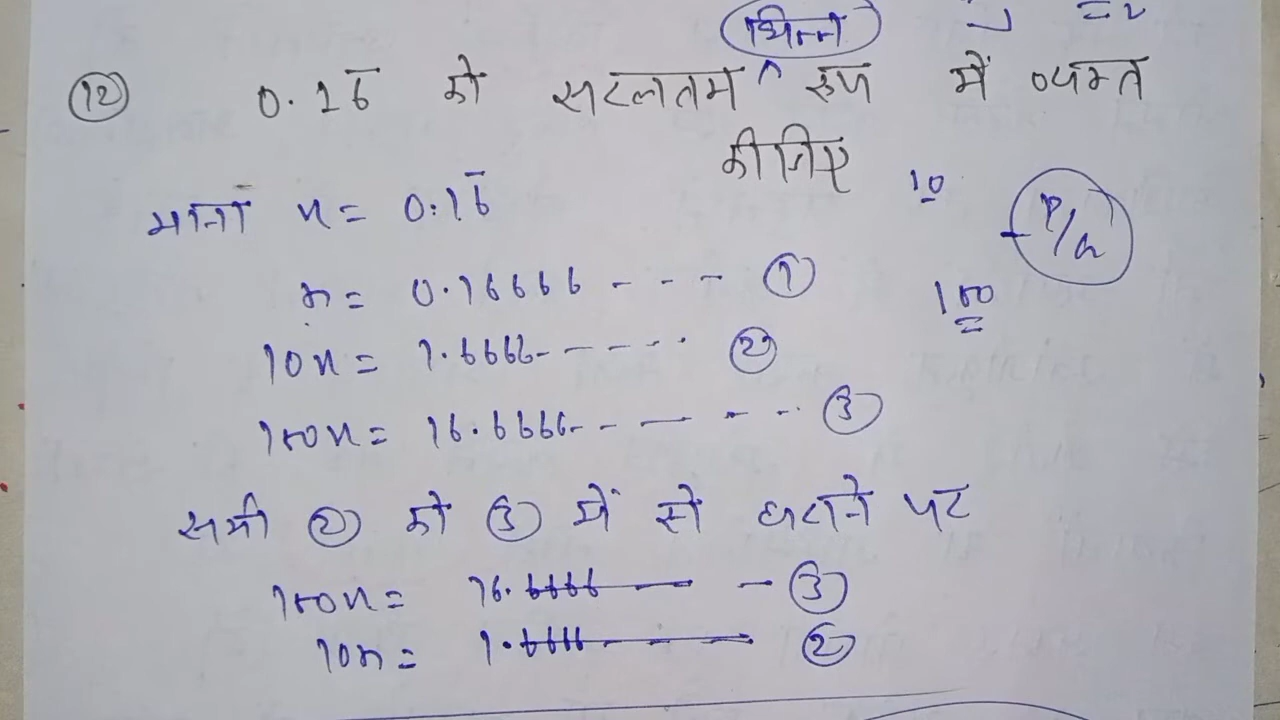 भिन्न = 2
12 0.16̄ को सरलतम ^ रूप में व्यक्त
कीजिए
10
माना x = 0.16̄ P/q
x = 0.16666 - - - 1
100
10x = 1.6666- - - - - - 2
100x = 16.6666- - - - - - 3
समी 2 को 3 में से घटाने पर
100x = 16.6666 - - - 3
10x = 1.6666 - - - 2